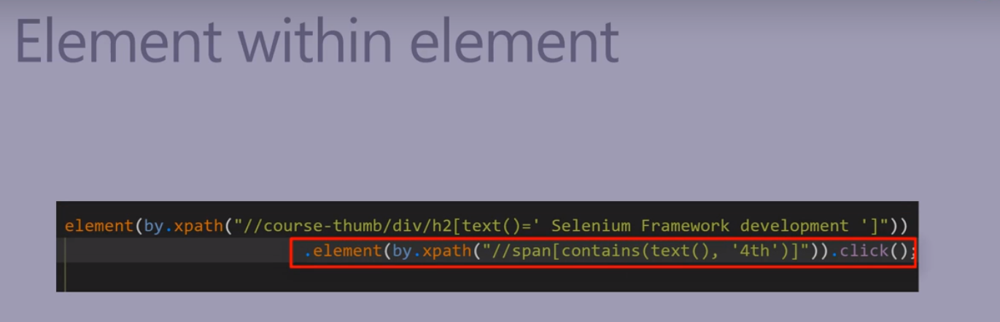 Element within element
element(by.xpath("//course-thumb/div/h2[text()=' Selenium Framework development ']"))
.element(by.xpath("//span[contains(text(), '4th')]")).click();